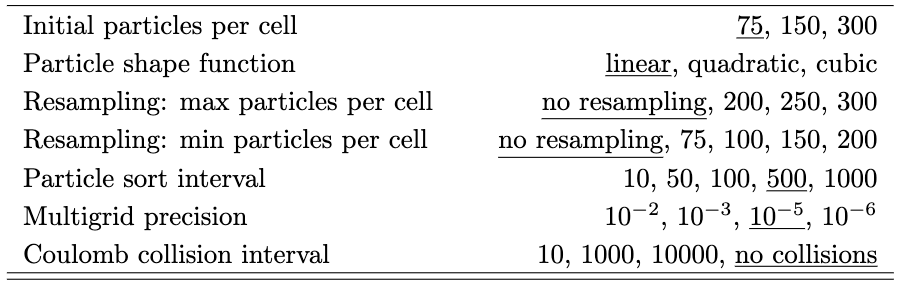 Initial particles per cell 75, 150, 300
Particle shape function linear, quadratic, cubic
Resampling: max particles per cell no resampling, 200, 250, 300
Resampling: min particles per cell no resampling, 75, 100, 150, 200
Particle sort interval 10, 50, 100, 500, 1000
Multigrid precision 10⁻², 10⁻³, 10⁻⁵, 10⁻⁶
Coulomb collision interval 10, 1000, 10000, no collisions